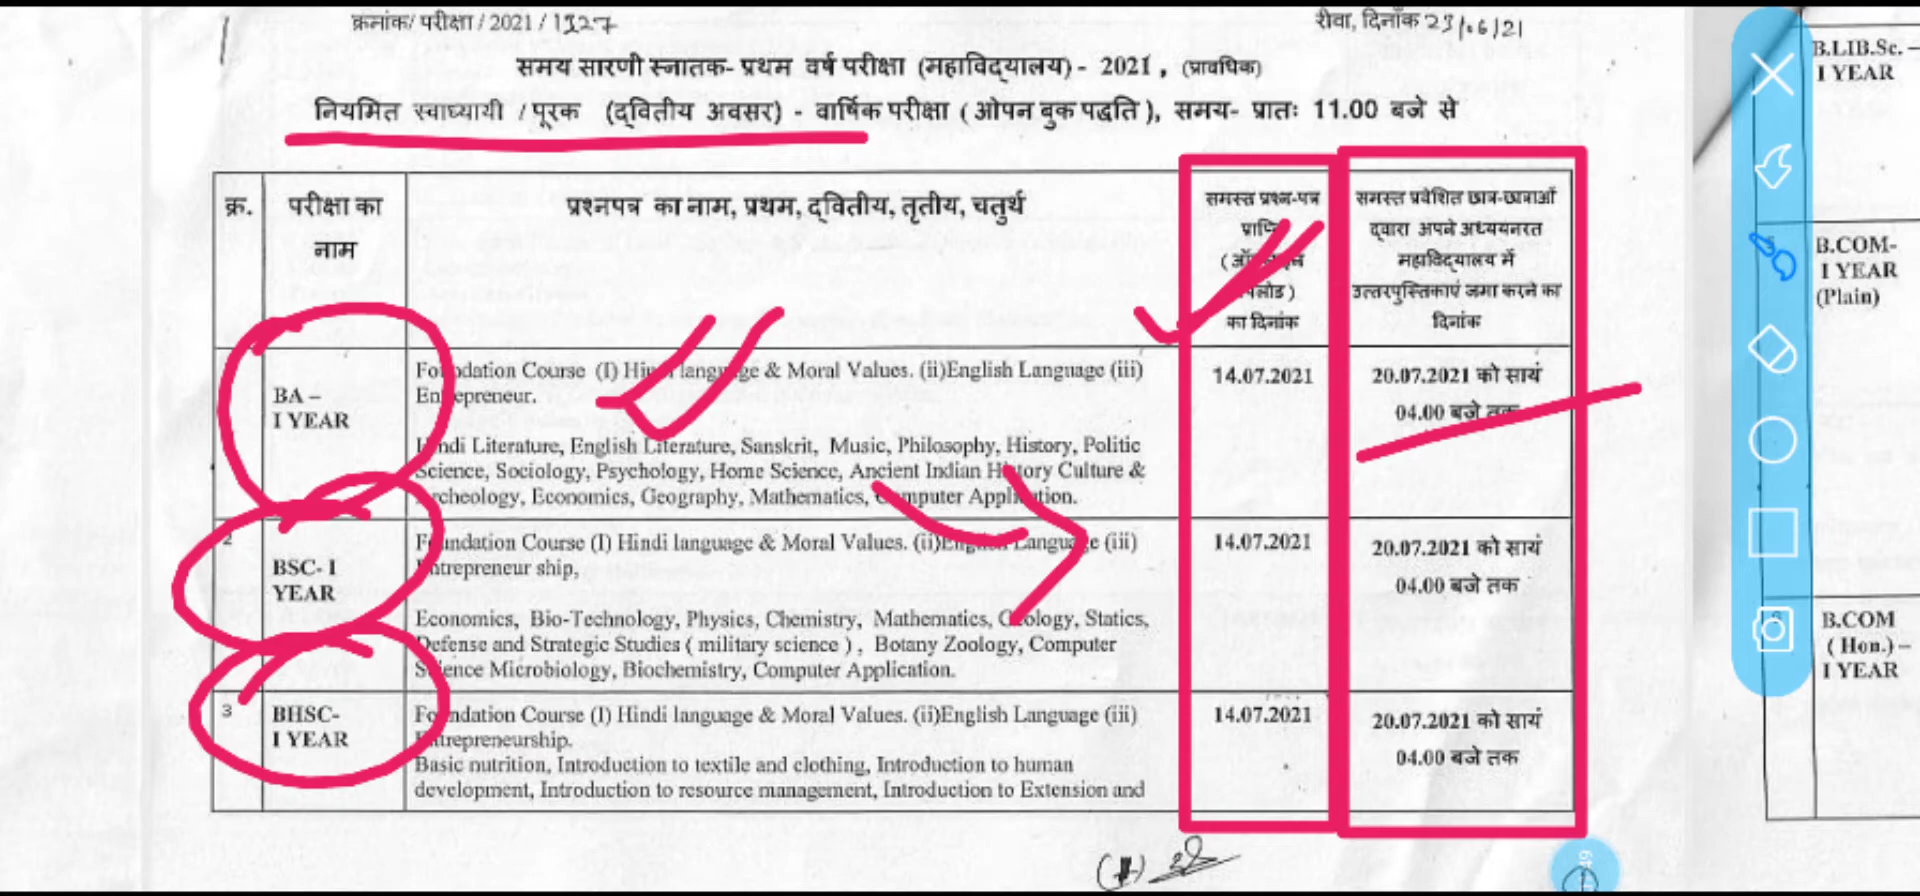 क्रनांक/ परीक्षा / 2021 / 1327
रीवा, दिनाँक 23/06/21
समय सारणी स्नातक- प्रथम वर्ष परीक्षा (महाविद्यालय) - 2021 , (प्रावधिक)
नियमित स्वाध्यायी / पूरक (द्वितीय अवसर) - वार्षिक परीक्षा ( ओपन बुक पद्धति ), समय- प्रातः 11.00 बजे से
क्र.
परीक्षा का
नाम
प्रश्नपत्र का नाम, प्रथम, द्वितीय, तृतीय, चतुर्थ
समस्त प्रश्न-पत्र
का दिनांक
समस्त प्रवेशित छात्र-छात्राओं
द्वारा अपने अध्ययनरत
महाविद्यालय में
उत्तरपुस्तिकाएं जमा करने का
दिनांक
BA –
I YEAR
Foundation Course (I) Hindi language & Moral Values. (ii)English Language (iii)
Entrepreneur.
Hindi Literature, English Literature, Sanskrit, Music, Philosophy, History, Politic
Science, Sociology, Psychology, Home Science, Ancient Indian History Culture &
Archeology, Economics, Geography, Mathematics, Computer Application.
14.07.2021
20.07.2021 को सायं
04.00 बजे तक
2
BSC- I
YEAR
Foundation Course (I) Hindi language & Moral Values. (ii)English Language (iii)
Entrepreneur ship,
Economics, Bio-Technology, Physics, Chemistry, Mathematics, Geology, Statics,
Defense and Strategic Studies ( military science ) , Botany Zoology, Computer
Science Microbiology, Biochemistry, Computer Application.
14.07.2021
20.07.2021 को सायं
04.00 बजे तक
3
BHSC-
I YEAR
Foundation Course (I) Hindi language & Moral Values. (ii)English Language (iii)
Entrepreneurship.
Basic nutrition, Introduction to textile and clothing, Introduction to human
development, Introduction to resource management, Introduction to Extension and
14.07.2021
20.07.2021 को सायं
04.00 बजे तक
B.LIB.Sc. –
I YEAR
B.COM-
I YEAR
(Plain)
B.COM
( Hon.) –
I YEAR